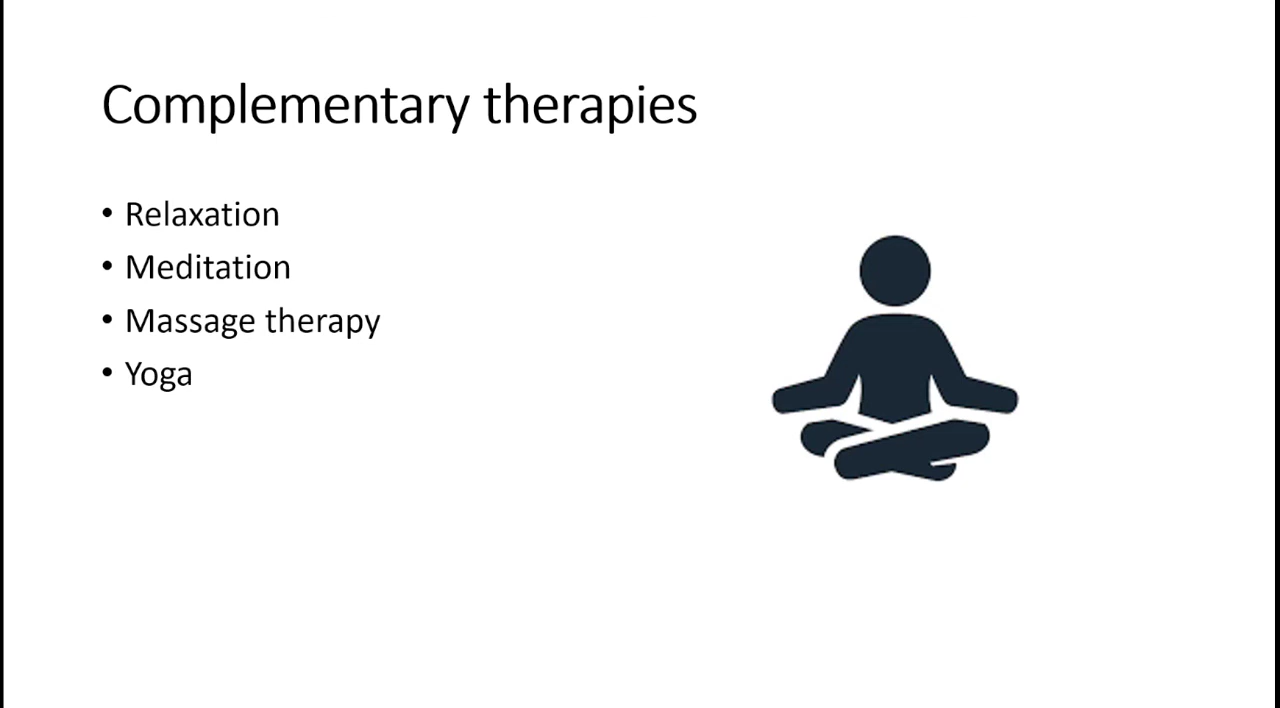 Complementary therapies
• Relaxation
• Meditation
• Massage therapy
• Yoga